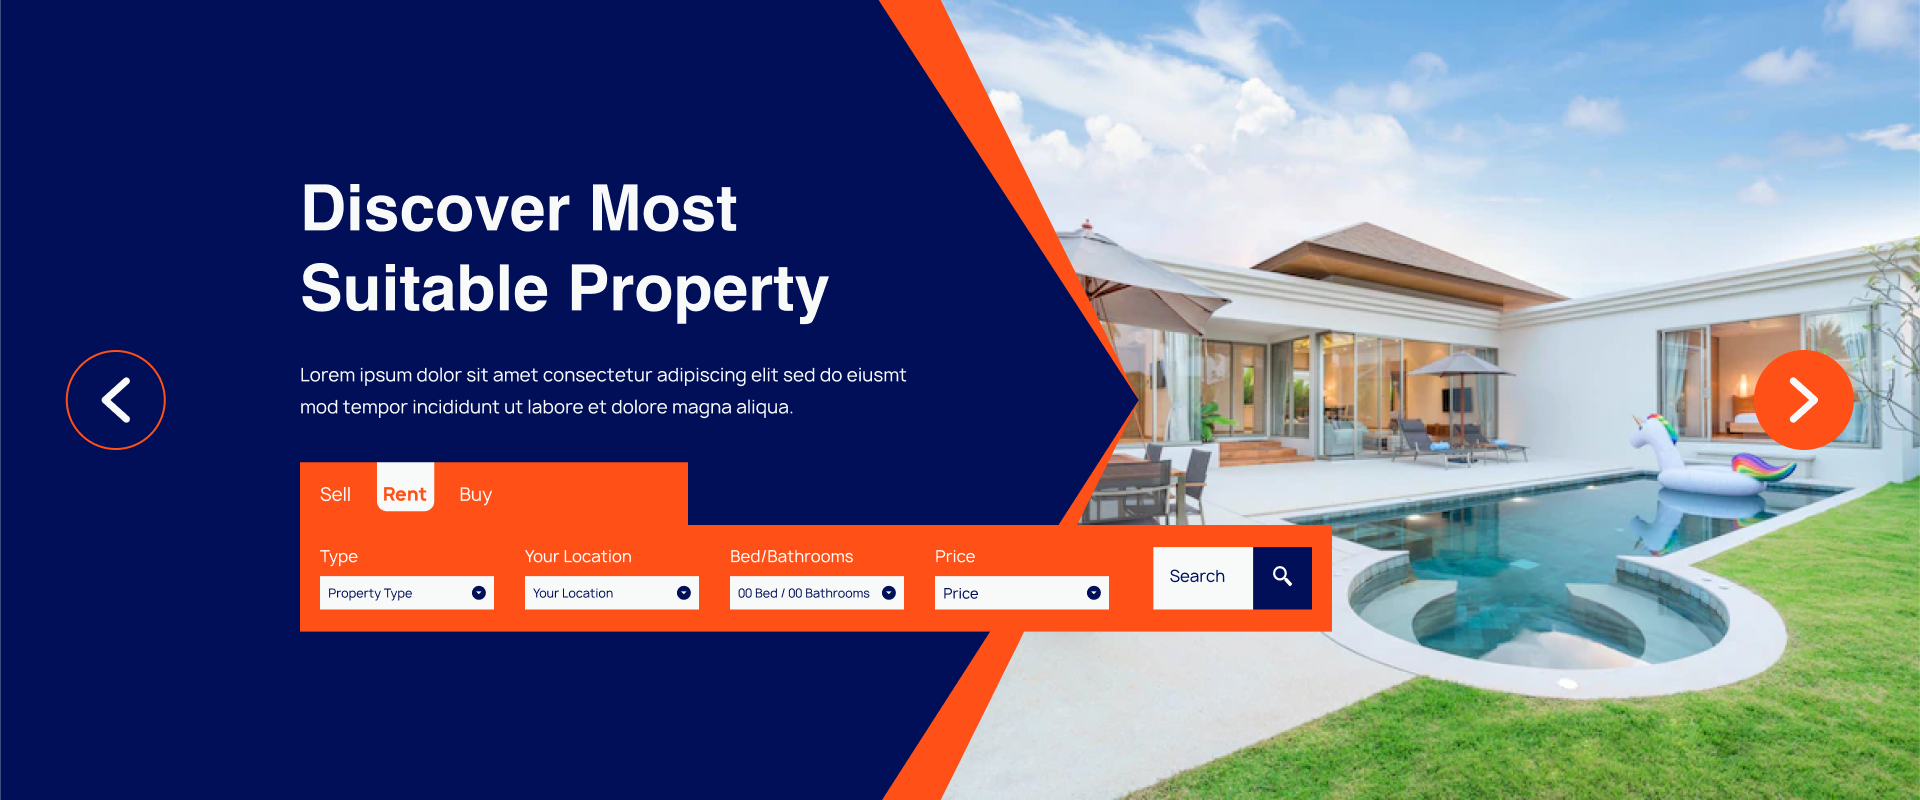 Discover Most
Suitable Property
Lorem ipsum dolor sit amet consectetur adipiscing elit sed do eiusmt
mod tempor incididunt ut labore et dolore magna aliqua.
Sell Rent Buy
Type Your Location Bed/Bathrooms Price
Property Type Your Location 00 Bed / 00 Bathrooms Price
Search